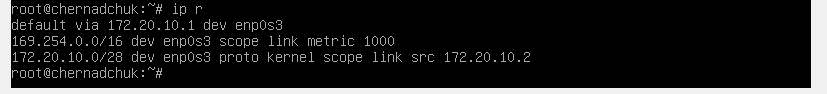 root@chernadchuk:~# ip r
default via 172.20.10.1 dev enp0s3
169.254.0.0/16 dev enp0s3 scope link metric 1000
172.20.10.0/28 dev enp0s3 proto kernel scope link src 172.20.10.2
root@chernadchuk:~#